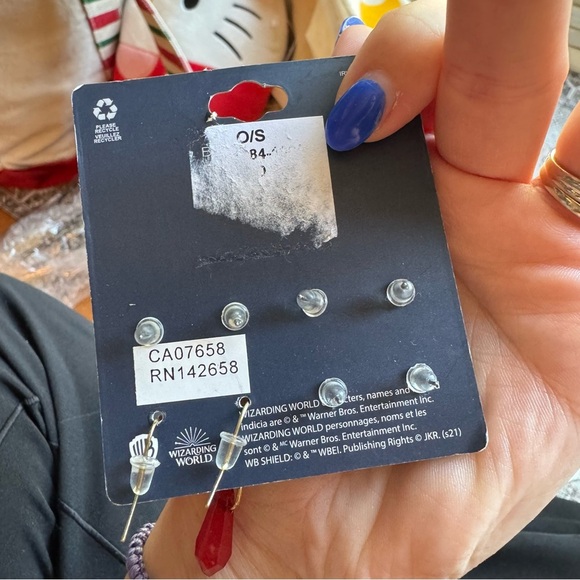 PLEASE
RECYCLE
VEUILLEZ
RECYCLER
O/S
84-
CA07658
RN142658
WIZARDING
WORLD
WIZARDING WORLD characters, names and
indicia are © & ™ Warner Bros. Entertainment Inc.
WIZARDING WORLD personnages, noms et les
sont © & MC Warner Bros. Entertainment Inc.
WB SHIELD: © & ™ WBEI. Publishing Rights © JKR. (s21)